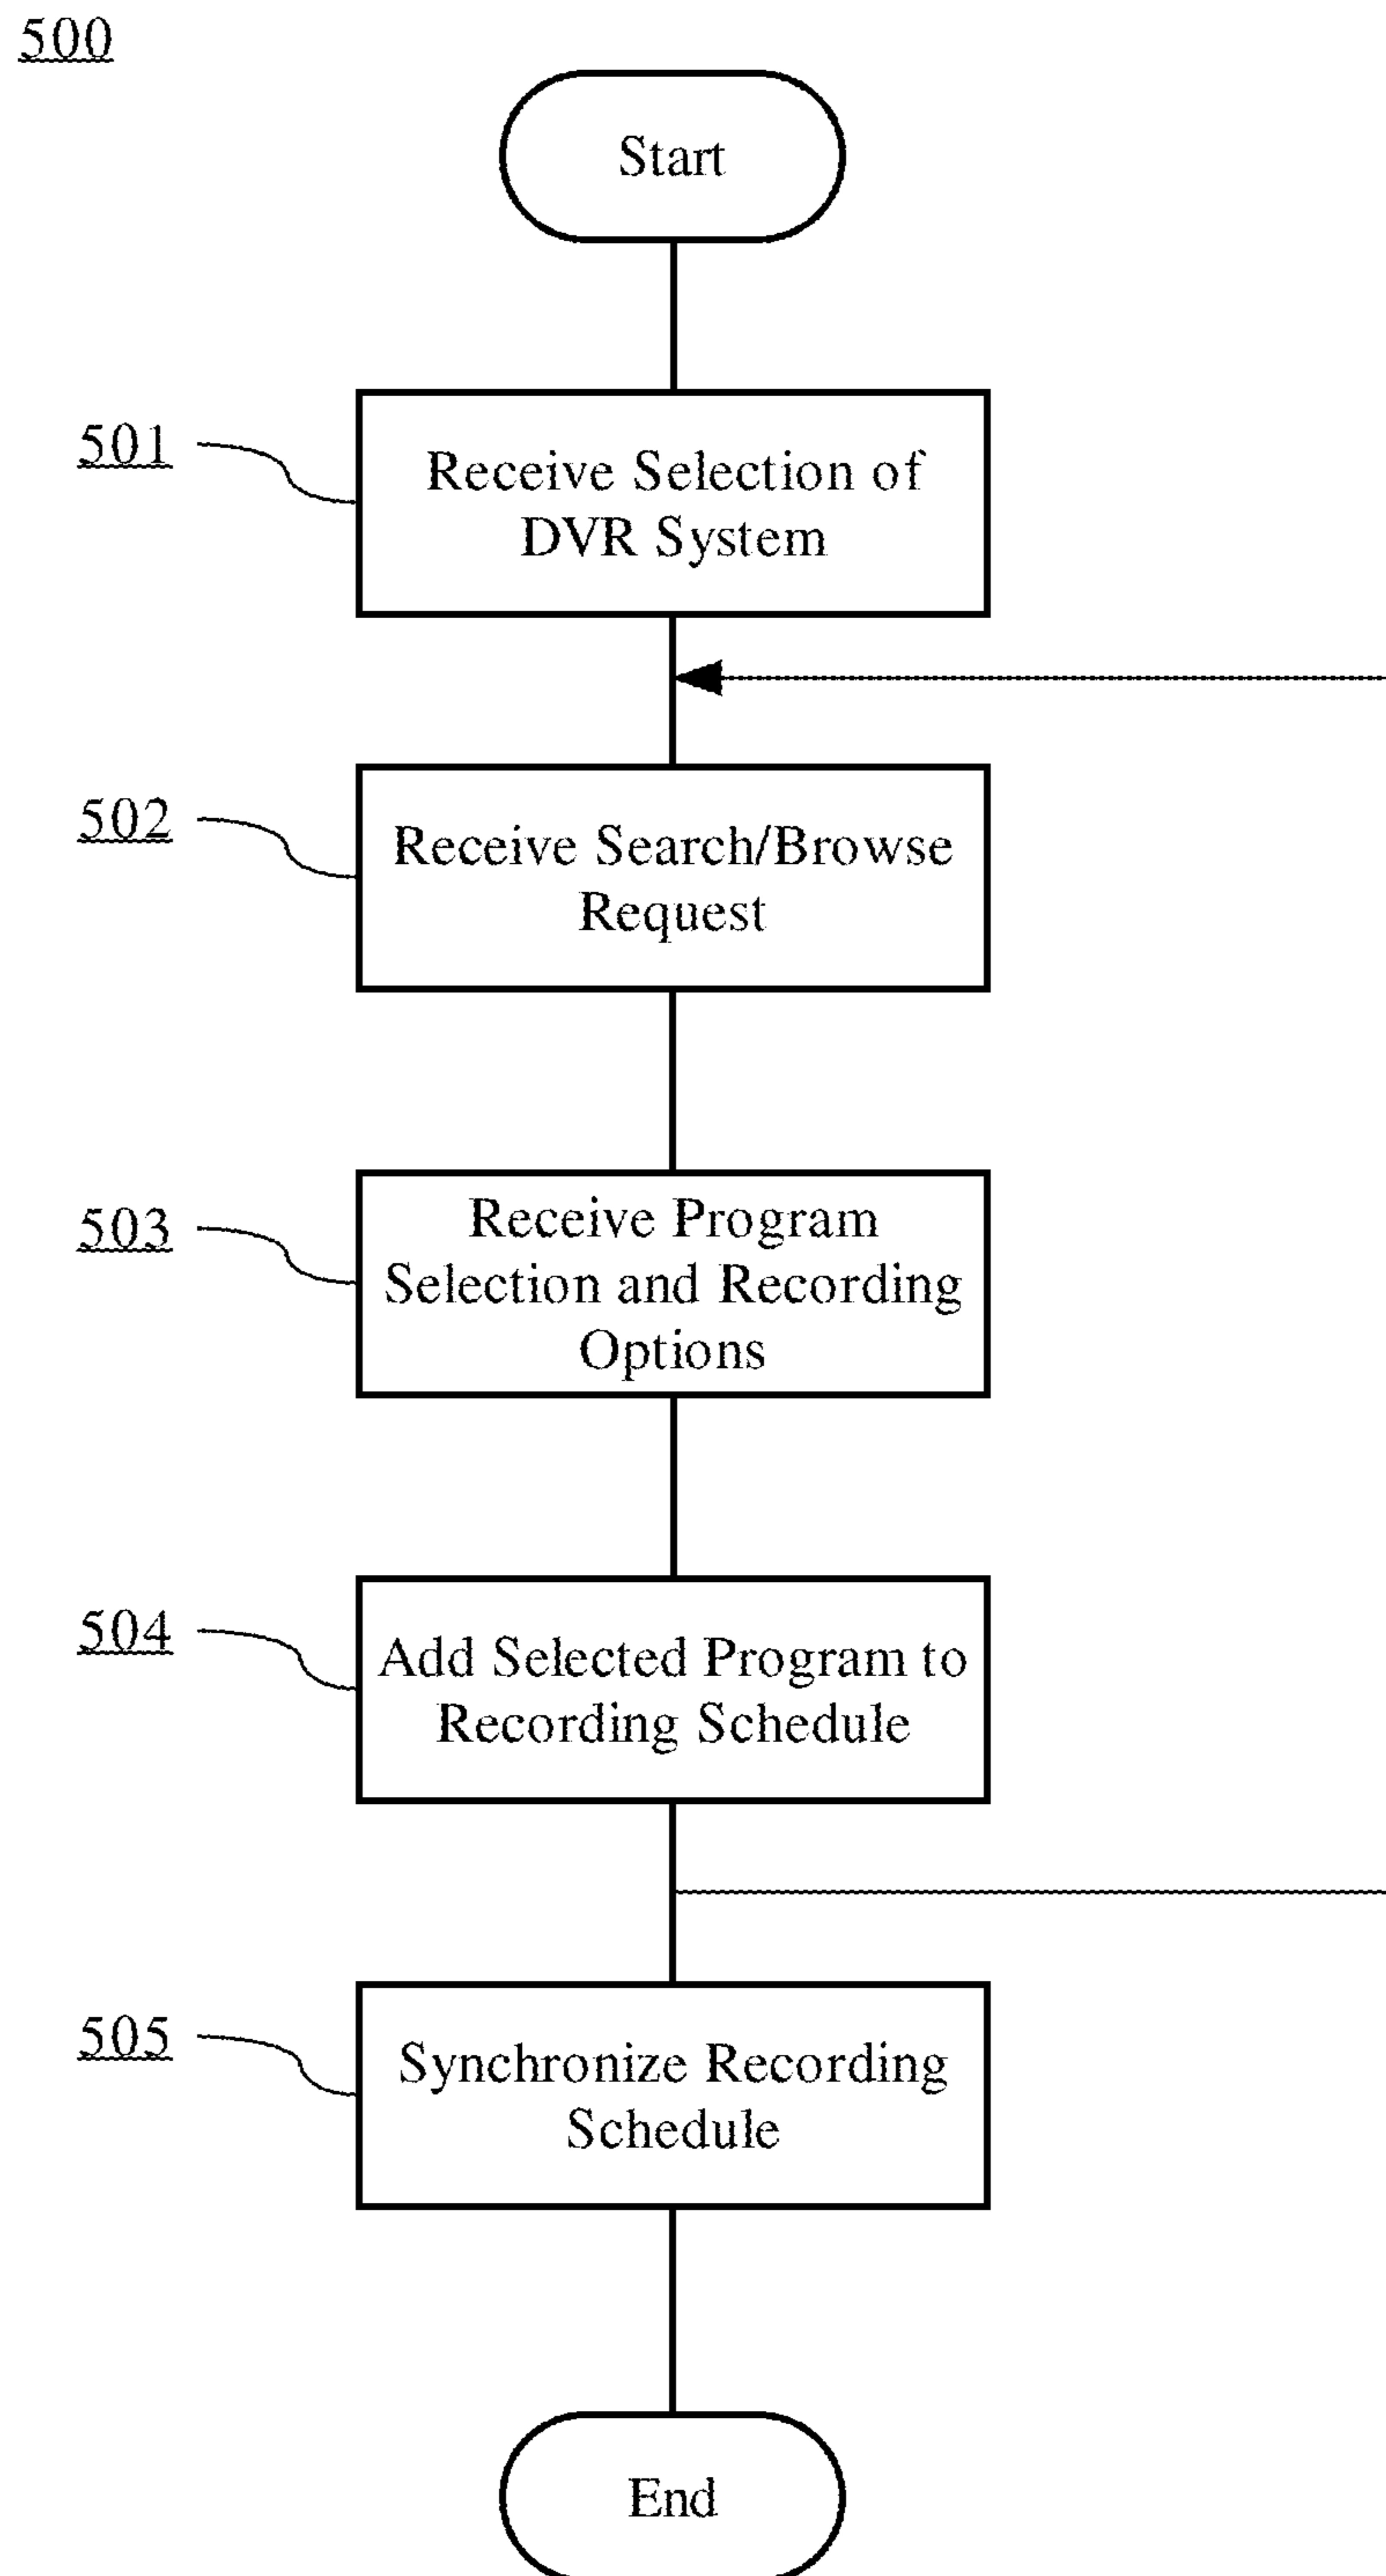 500
Start
501
Receive Selection of
DVR System
502
Receive Search/Browse
Request
503
Receive Program
Selection and Recording
Options
504
Add Selected Program to
Recording Schedule
505
Synchronize Recording
Schedule
End